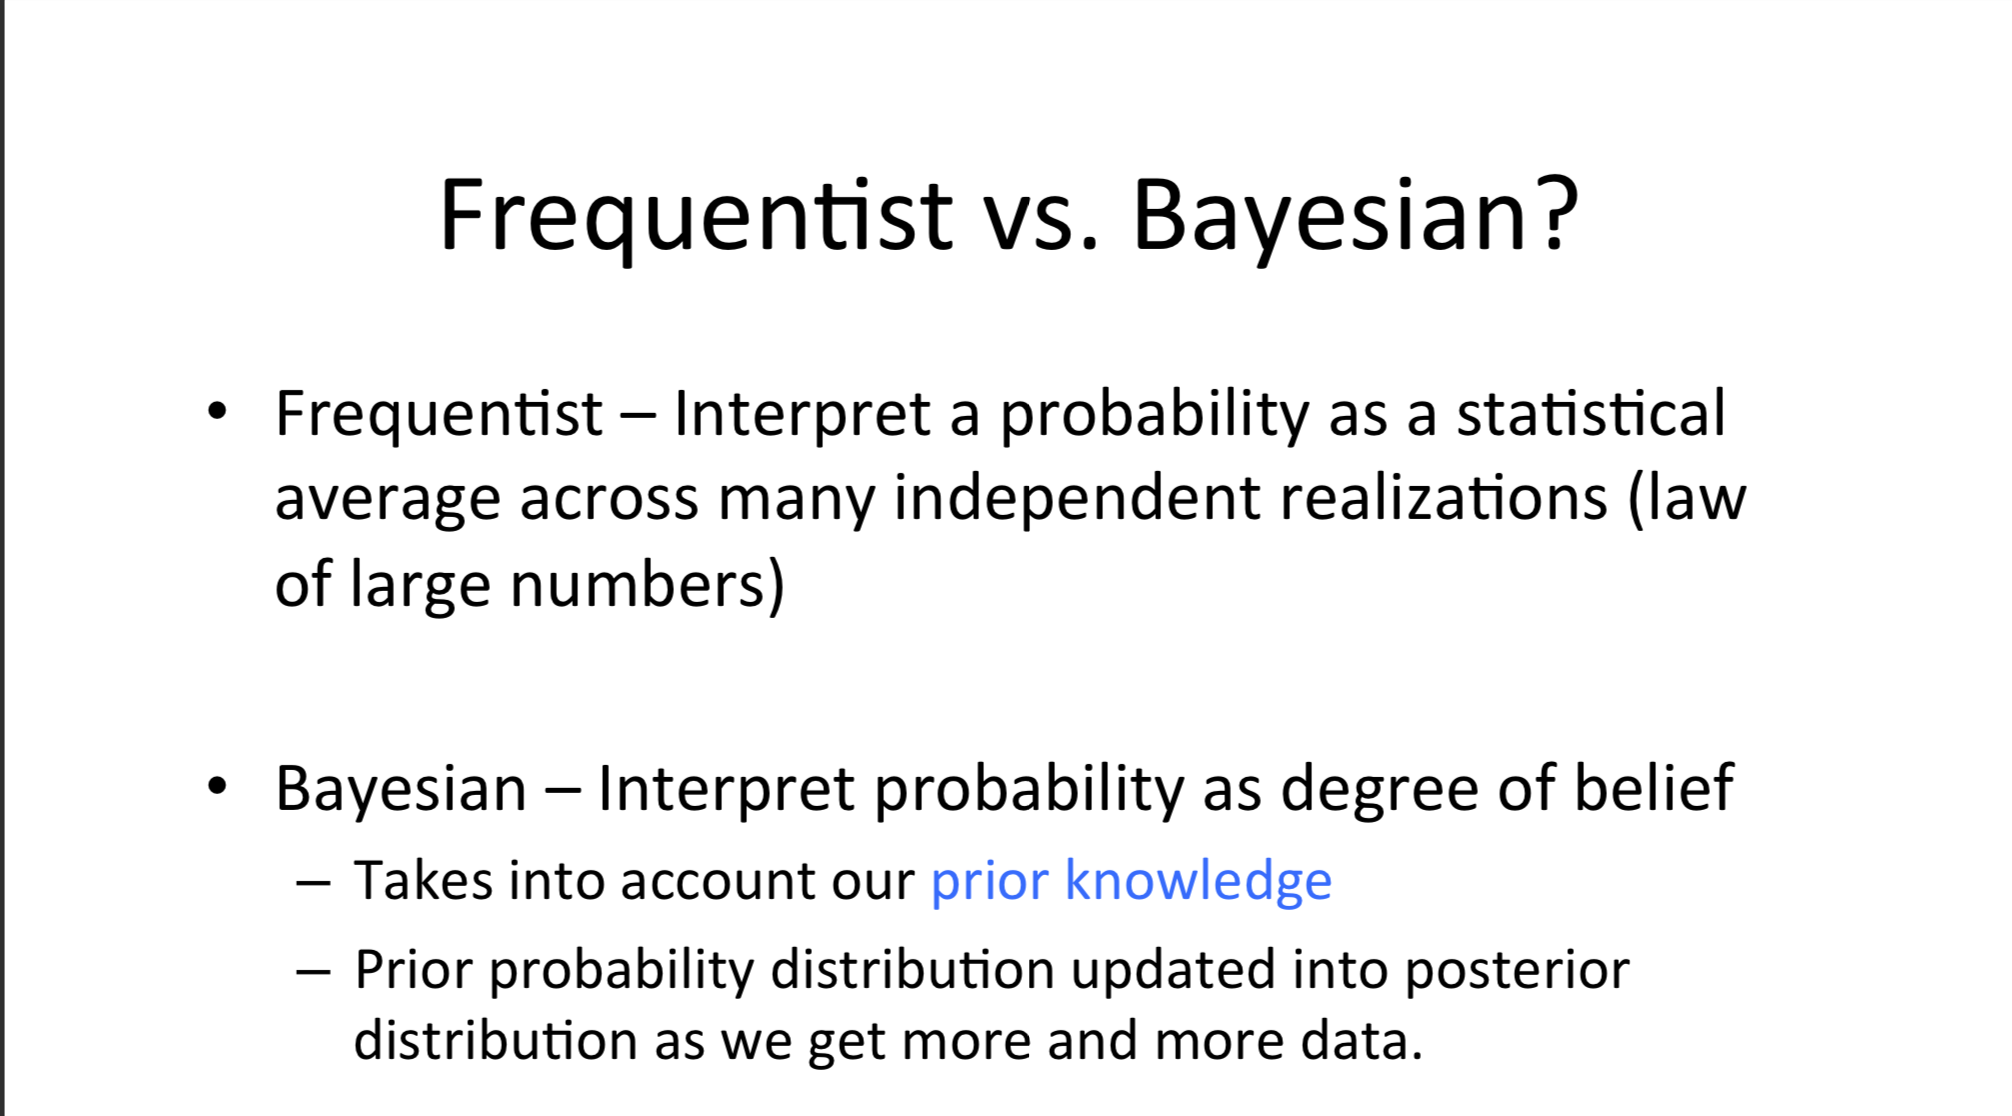 Frequentist vs. Bayesian?
• Frequentist – Interpret a probability as a statistical
average across many independent realizations (law
of large numbers)
• Bayesian – Interpret probability as degree of belief
– Takes into account our prior knowledge
– Prior probability distribution updated into posterior
distribution as we get more and more data.